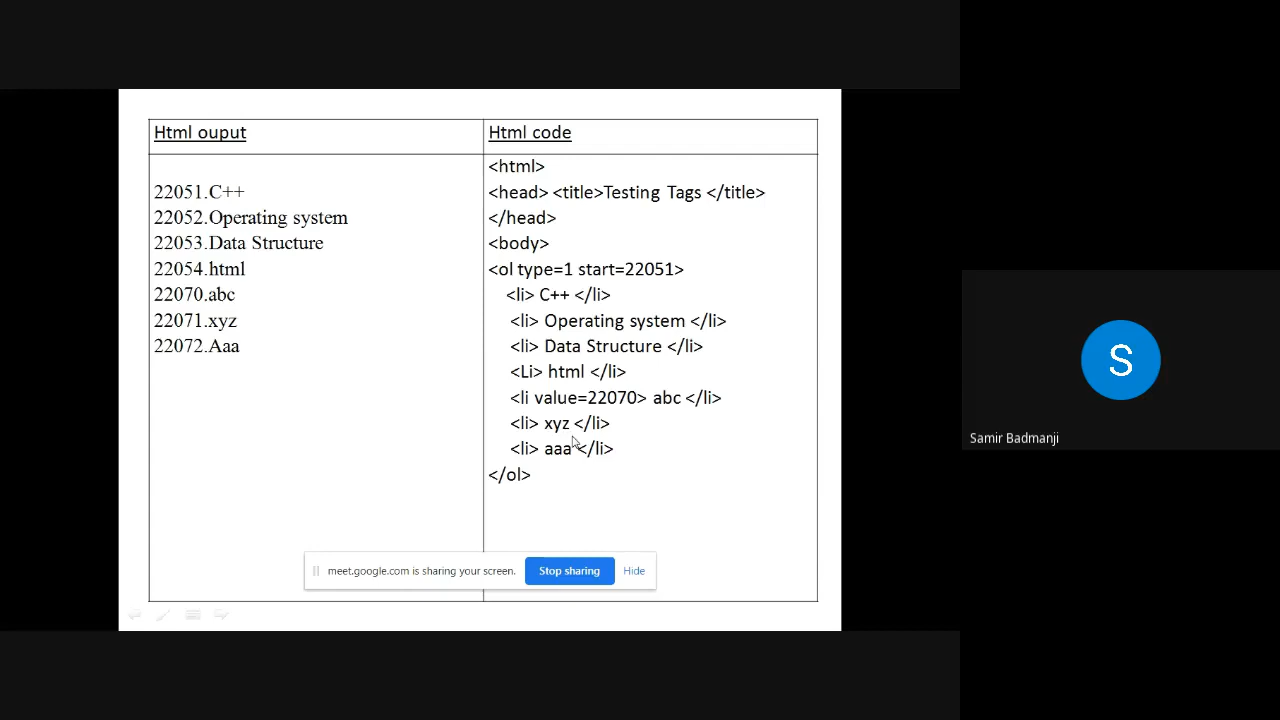 Html ouput
22051.C++
22052.Operating system
22053.Data Structure
22054.html
22070.abc
22071.xyz
22072.Aaa
Html code
<html>
<head> <title>Testing Tags </title>
</head>
<body>
<ol type=1 start=22051>
<li> C++ </li>
<li> Operating system </li>
<li> Data Structure </li>
<Li> html </li>
<li value=22070> abc </li>
<li> xyz </li>
<li> aaa </li>
</ol>
meet.google.com is sharing your screen. Stop sharing Hide
S
Samir Badmanji